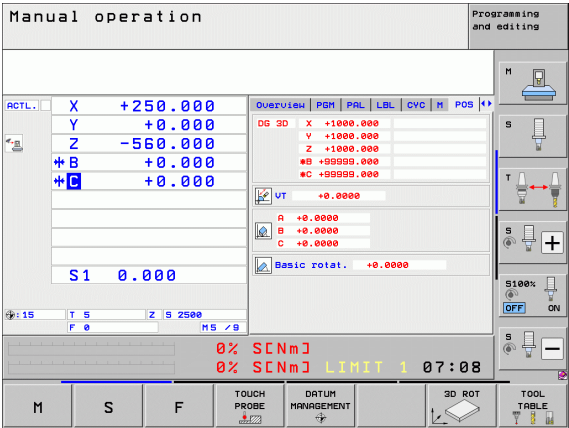 Manual operation
Programming
and editing
ACTL.
X +250.000
Y +0.000
Z -560.000
B +0.000
C +0.000
S1 0.000
:15 T 5 Z S 2500
F 0 M5 /9
Overview PGM PAL LBL CYC M POS
DG 3D X +1000.000
Y +1000.000
Z +1000.000
*B +99999.000
*C +99999.000
VT +0.0000
A +0.0000
B +0.0000
C +0.0000
Basic rotat. +0.0000
0% S[Nm]
0% S[Nm] LIMIT 1 07:08
M
S
T
S
S100%
OFF ON
S
M
S
F
TOUCH
PROBE
DATUM
MANAGEMENT
3D ROT
TOOL
TABLE